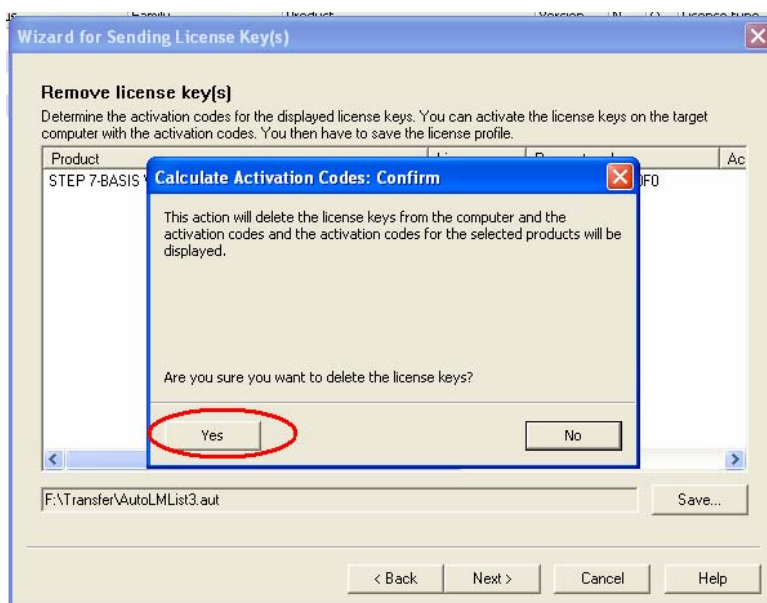 Wizard for Sending License Key(s)
Remove license key(s)
Determine the activation codes for the displayed license keys. You can activate the license keys on the target
computer with the activation codes. You then have to save the license profile.
Product Ac
STEP 7-BASIS 0F0
Calculate Activation Codes: Confirm
This action will delete the license keys from the computer and the
activation codes and the activation codes for the selected products will be
displayed.
Are you sure you want to delete the license keys?
Yes No
F:\Transfer\AutoLMList3.aut Save...
< Back Next > Cancel Help